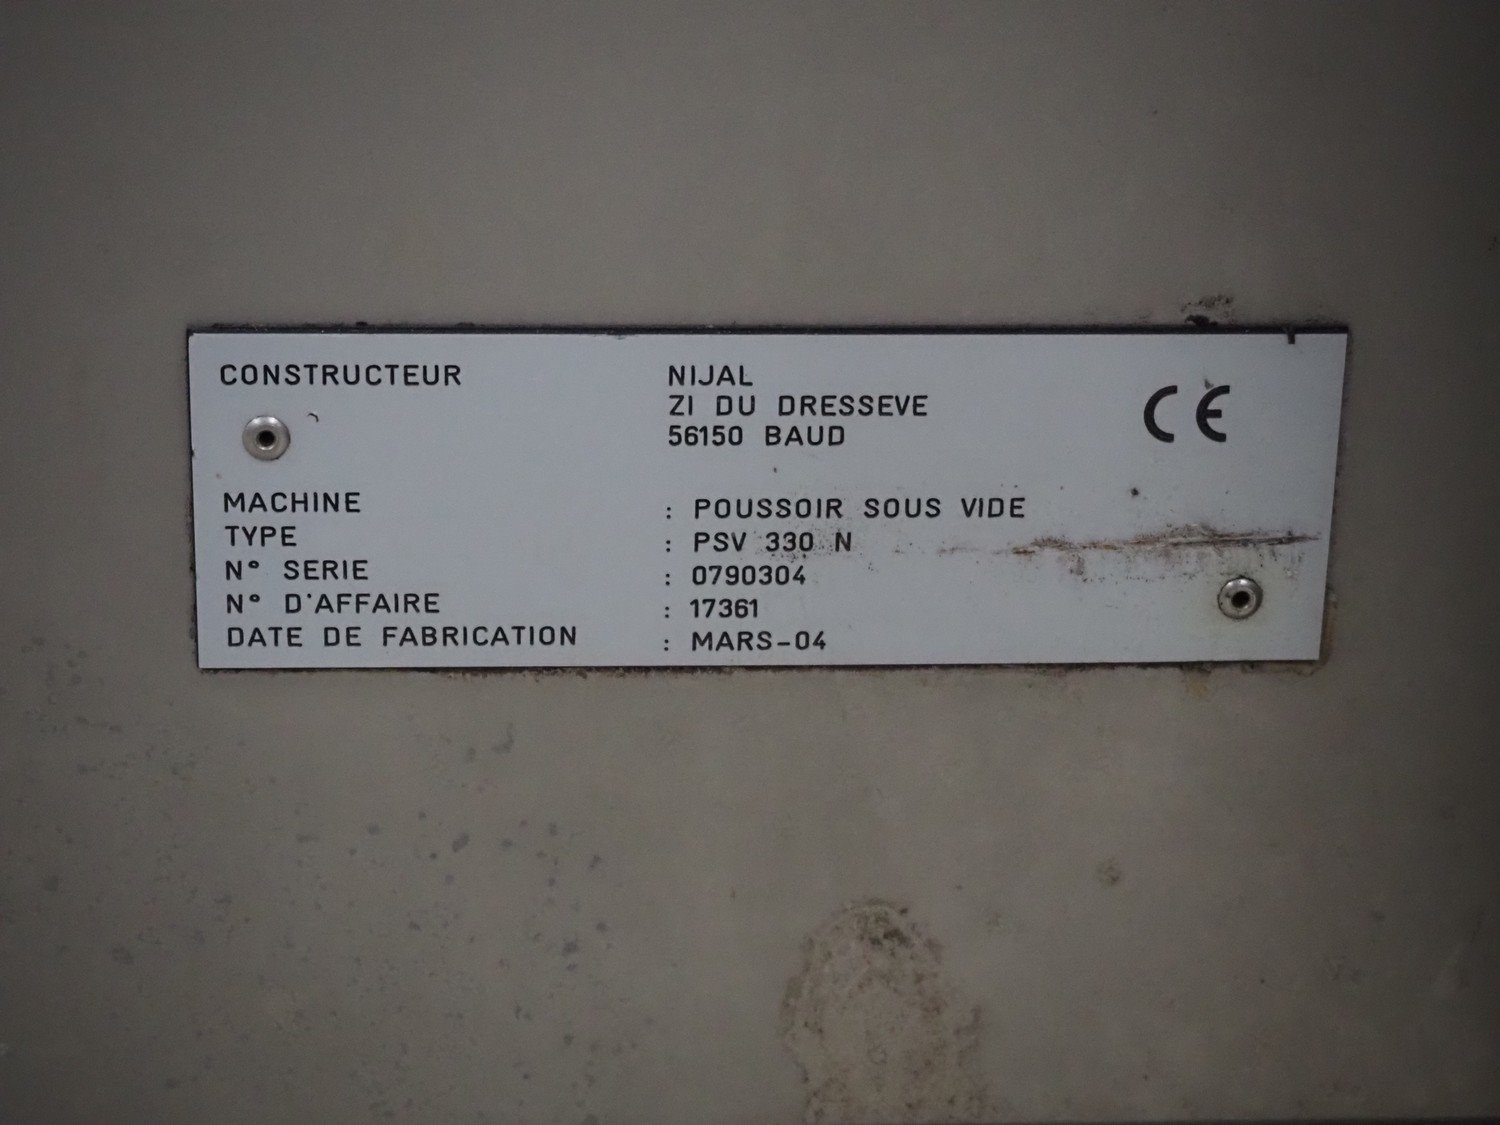 CONSTRUCTEUR NIJAL
ZI DU DRESSEVE
56150 BAUD
CE
MACHINE : POUSSOIR SOUS VIDE
TYPE : PSV 330 N
N° SERIE : 0790304
N° D'AFFAIRE : 17361
DATE DE FABRICATION : MARS-04